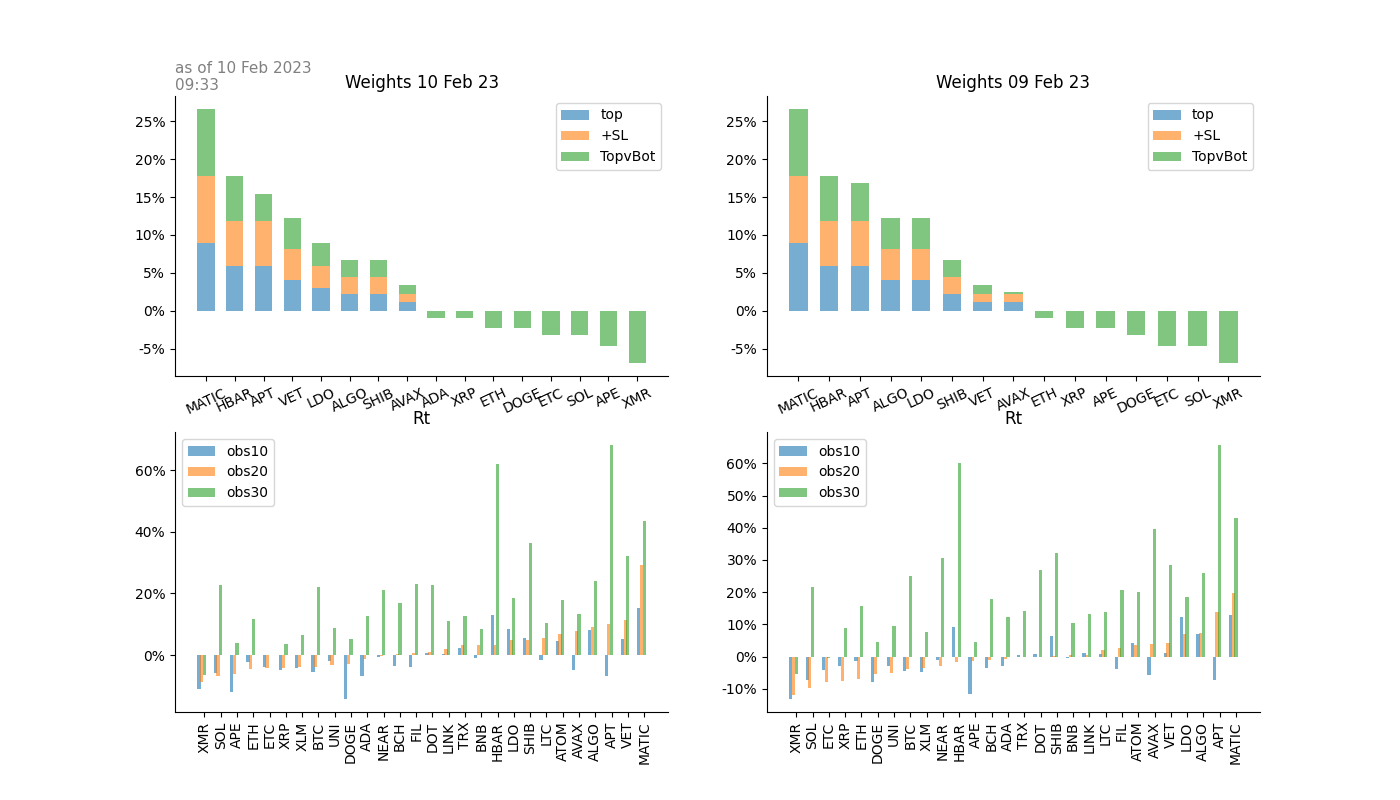 as of 10 Feb 2023
09:33
Weights 10 Feb 23
25%
20%
15%
10%
5%
0%
-5%
top
+SL
TopvBot
MATIC HBAR APT VET LDO ALGO SHIB AVAX ADA XRP ETH DOGE ETC SOL APE XMR
Weights 09 Feb 23
25%
20%
15%
10%
5%
0%
-5%
top
+SL
TopvBot
MATIC HBAR APT ALGO LDO SHIB VET AVAX ETH XRP APE DOGE ETC SOL XMR
Rt
60%
40%
20%
0%
obs10
obs20
obs30
XMR SOL APE ETH ETC XRP XLM BTC UNI DOGE ADA NEAR BCH FIL DOT LINK TRX BNB HBAR LDO SHIB LTC ATOM AVAX ALGO APT VET MATIC
Rt
60%
50%
40%
30%
20%
10%
0%
-10%
obs10
obs20
obs30
XMR SOL ETC XRP ETH DOGE UNI BTC XLM NEAR HBAR APE BCH ADA TRX DOT SHIB BNB LINK LTC FIL ATOM AVAX VET LDO ALGO APT MATIC